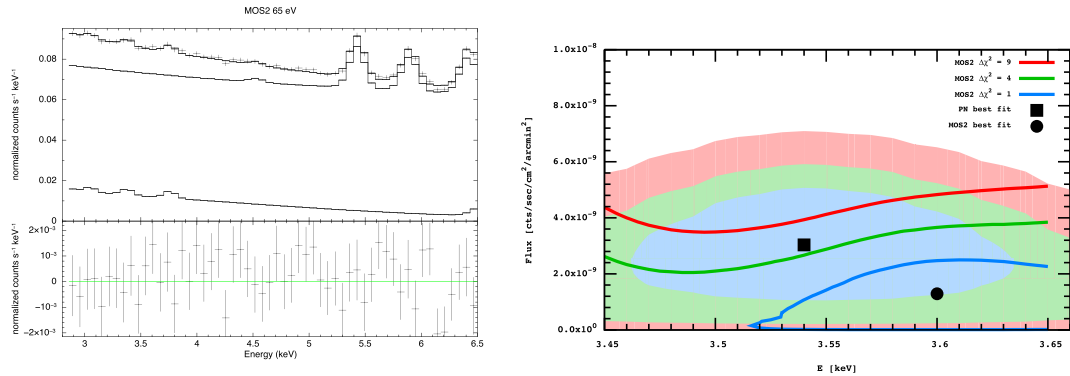 MOS2 65 eV
normalized counts s⁻¹ keV⁻¹
0.08
0.06
0.04
0.02
0
normalized counts s⁻¹ keV⁻¹
2×10⁻³
10⁻³
0
−10⁻³
−2×10⁻³
3 3.5 4 4.5 5 5.5 6 6.5
Energy (keV)
Flux [cts/sec/cm²/arcmin²]
1.0x10⁻⁸
8.0x10⁻⁹
6.0x10⁻⁹
4.0x10⁻⁹
2.0x10⁻⁹
0.0x10⁰
MOS2 Δχ² = 9
MOS2 Δχ² = 4
MOS2 Δχ² = 1
PN best fit
MOS2 best fit
3.45 3.5 3.55 3.6 3.65
E [keV]